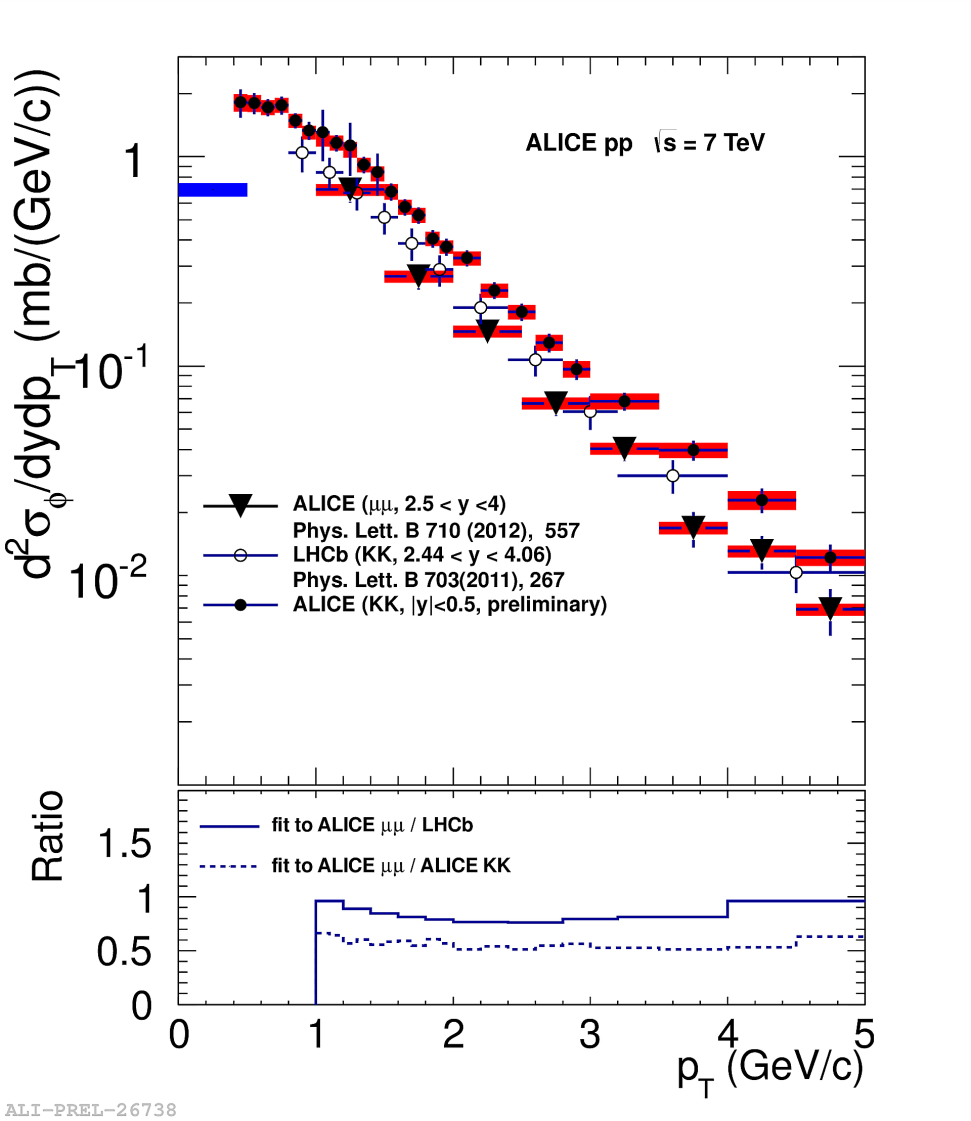 d²σϕ/dydpT (mb/(GeV/c))
1
10⁻¹
10⁻²
ALICE pp √s = 7 TeV
ALICE (μμ, 2.5 < y <4)
Phys. Lett. B 710 (2012), 557
LHCb (KK, 2.44 < y < 4.06)
Phys. Lett. B 703(2011), 267
ALICE (KK, |y|<0.5, preliminary)
Ratio
1.5
1
0.5
0
fit to ALICE μμ / LHCb
fit to ALICE μμ / ALICE KK
0 1 2 3 4 5
pT (GeV/c)
ALI-PREL-26738